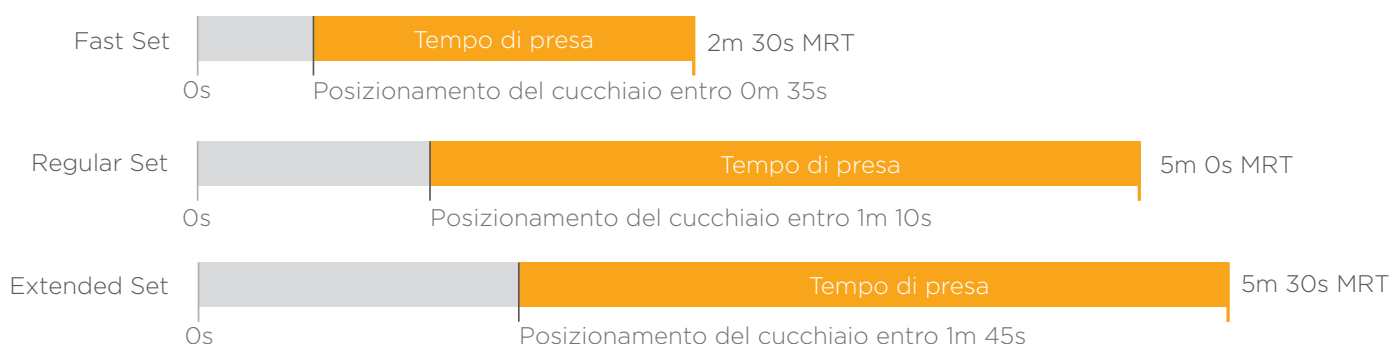 Fast Set Tempo di presa 2m 30s MRT
0s Posizionamento del cucchiaio entro 0m 35s
Regular Set Tempo di presa 5m 0s MRT
0s Posizionamento del cucchiaio entro 1m 10s
Extended Set Tempo di presa 5m 30s MRT
0s Posizionamento del cucchiaio entro 1m 45s